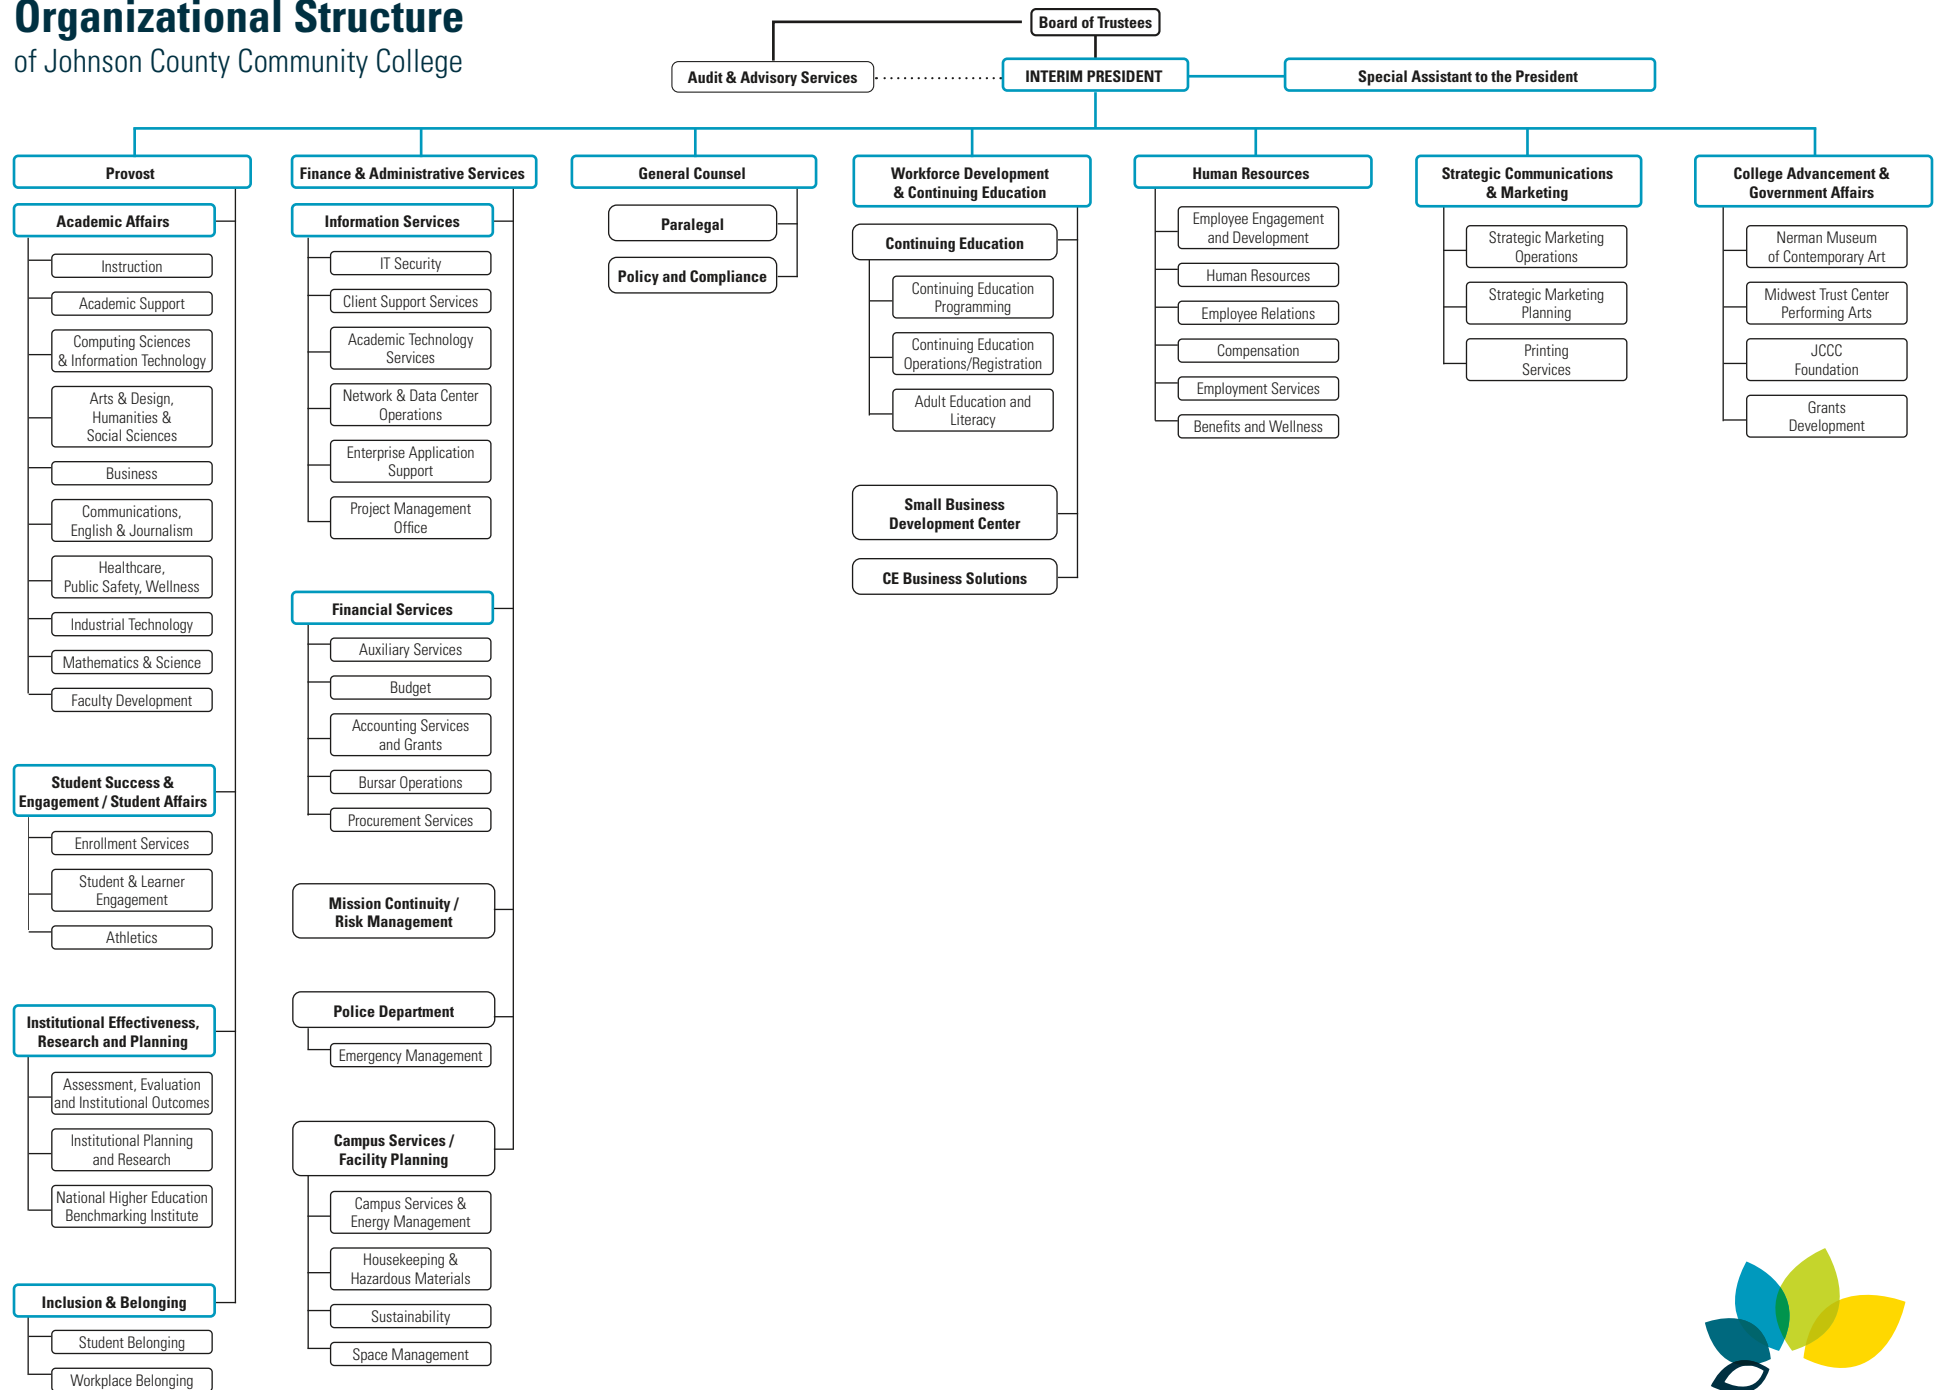 Organizational Structure
of Johnson County Community College
Board of Trustees
Audit & Advisory Services
INTERIM PRESIDENT
Special Assistant to the President
Provost
Academic Affairs
Instruction
Academic Support
Computing Sciences
& Information Technology
Arts & Design,
Humanities &
Social Sciences
Business
Communications,
English & Journalism
Healthcare,
Public Safety, Wellness
Industrial Technology
Mathematics & Science
Faculty Development
Student Success &
Engagement / Student Affairs
Enrollment Services
Student & Learner
Engagement
Athletics
Institutional Effectiveness,
Research and Planning
Assessment, Evaluation
and Institutional Outcomes
Institutional Planning
and Research
National Higher Education
Benchmarking Institute
Inclusion & Belonging
Student Belonging
Workplace Belonging
Finance & Administrative Services
Information Services
IT Security
Client Support Services
Academic Technology
Services
Network & Data Center
Operations
Enterprise Application
Support
Project Management
Office
Financial Services
Auxiliary Services
Budget
Accounting Services
and Grants
Bursar Operations
Procurement Services
Mission Continuity /
Risk Management
Police Department
Emergency Management
Campus Services /
Facility Planning
Campus Services &
Energy Management
Housekeeping &
Hazardous Materials
Sustainability
Space Management
General Counsel
Paralegal
Policy and Compliance
Workforce Development
& Continuing Education
Continuing Education
Continuing Education
Programming
Continuing Education
Operations/Registration
Adult Education and
Literacy
Small Business
Development Center
CE Business Solutions
Human Resources
Employee Engagement
and Development
Human Resources
Employee Relations
Compensation
Employment Services
Benefits and Wellness
Strategic Communications
& Marketing
Strategic Marketing
Operations
Strategic Marketing
Planning
Printing
Services
College Advancement &
Government Affairs
Nerman Museum
of Contemporary Art
Midwest Trust Center
Performing Arts
JCCC
Foundation
Grants
Development